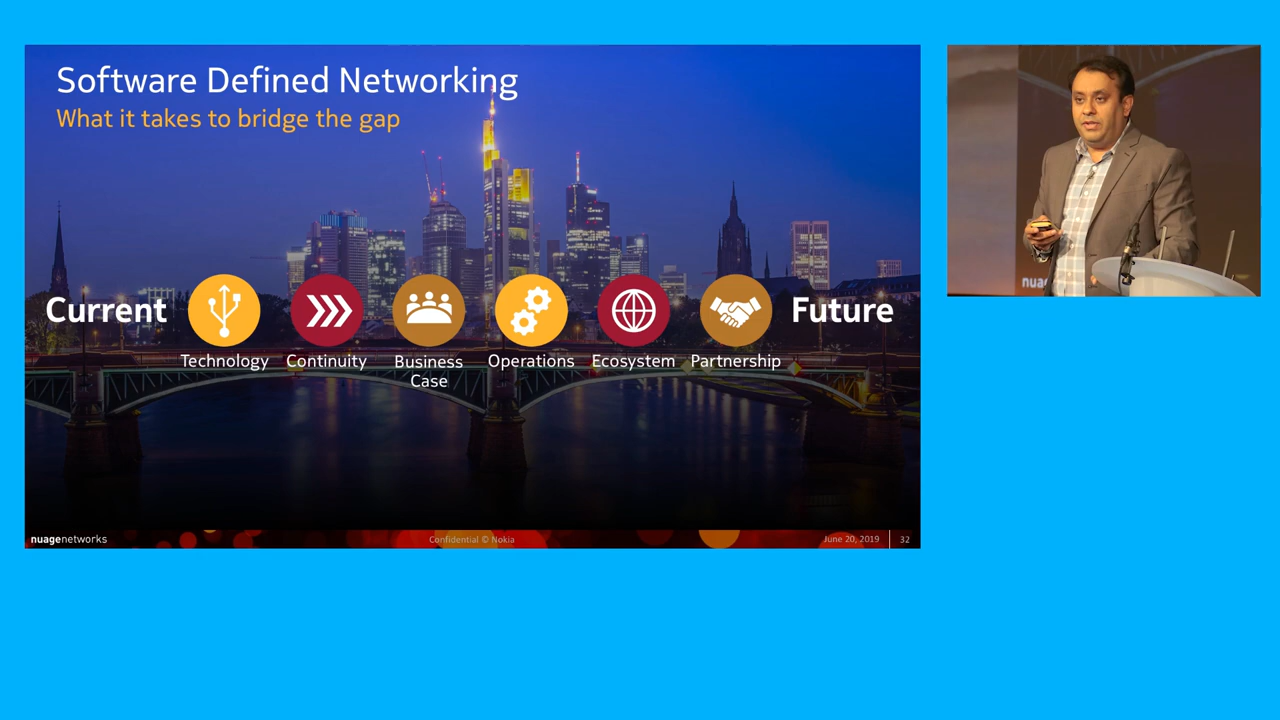 Software Defined Networking
What it takes to bridge the gap
Current
Technology
Continuity
Business
Case
Operations
Ecosystem
Partnership
Future
nuagenetworks
Confidential © Nokia
June 20, 2019
32
nuage